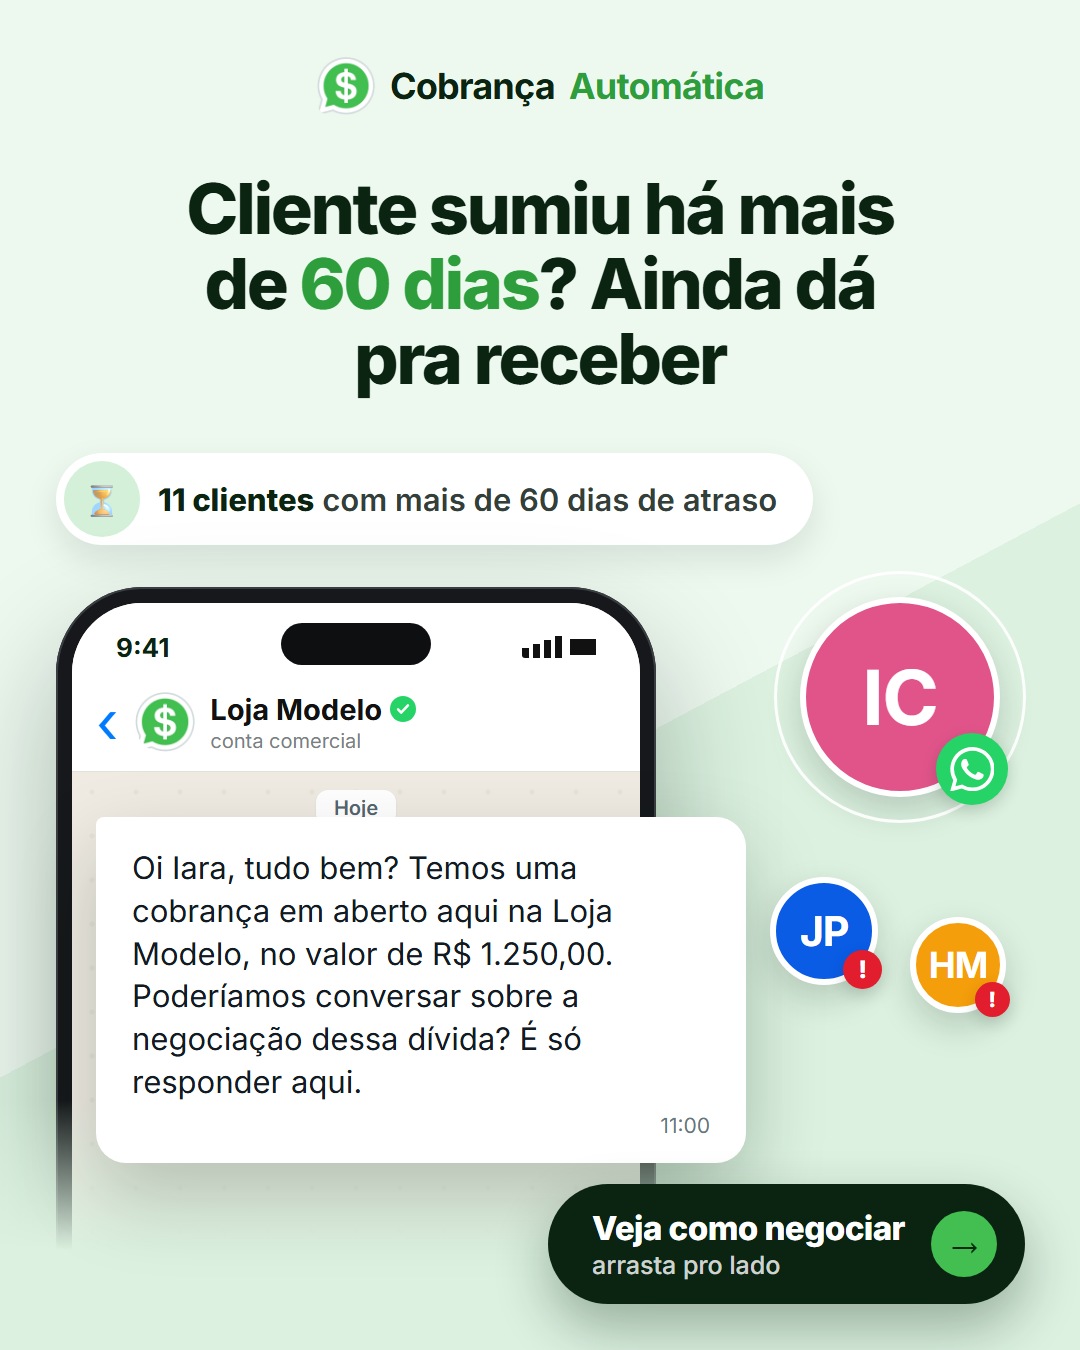 $ Cobrança Automática
Cliente sumiu há mais
de 60 dias? Ainda dá
pra receber
11 clientes com mais de 60 dias de atraso
9:41
$ Loja Modelo
conta comercial
Hoje
Oi Iara, tudo bem? Temos uma
cobrança em aberto aqui na Loja
Modelo, no valor de R$ 1.250,00.
Poderíamos conversar sobre a
negociação dessa dívida? É só
responder aqui.
11:00
IC
JP
!
HM
!
Veja como negociar
arrasta pro lado
→